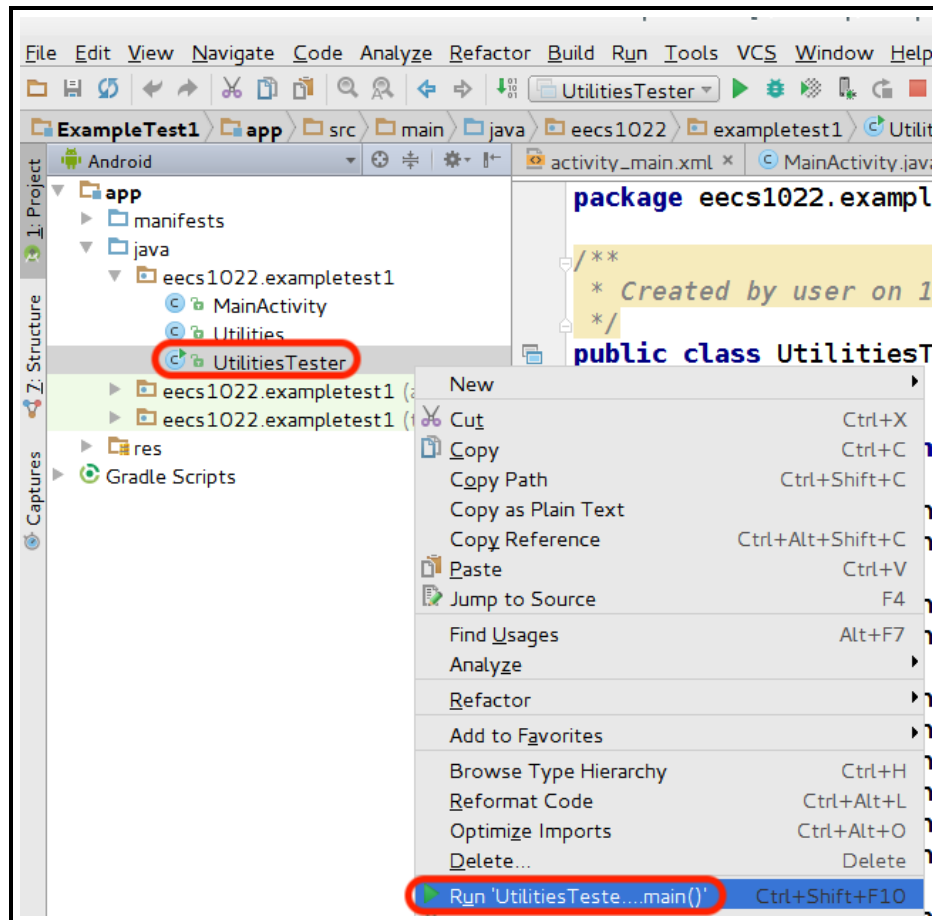 File Edit View Navigate Code Analyze Refactor Build Run Tools VCS Window Help
UtilitiesTester
ExampleTest1 app src main java eecs1022 exampletest1 Utilit
1: Project
Android
activity_main.xml MainActivity.java
app
manifests
java
eecs1022.exampletest1
MainActivity
Utilities
UtilitiesTester
eecs1022.exampletest1 (a
eecs1022.exampletest1 (t
res
Gradle Scripts
7: Structure
Captures
package eecs1022.exampl
/**
* Created by user on 1
*/
public class UtilitiesT
New
Cut Ctrl+X
Copy Ctrl+C
Copy Path Ctrl+Shift+C
Copy as Plain Text
Copy Reference Ctrl+Alt+Shift+C
Paste Ctrl+V
Jump to Source F4
Find Usages Alt+F7
Analyze
Refactor
Add to Favorites
Browse Type Hierarchy Ctrl+H
Reformat Code Ctrl+Alt+L
Optimize Imports Ctrl+Alt+O
Delete... Delete
Run 'UtilitiesTeste....main()' Ctrl+Shift+F10